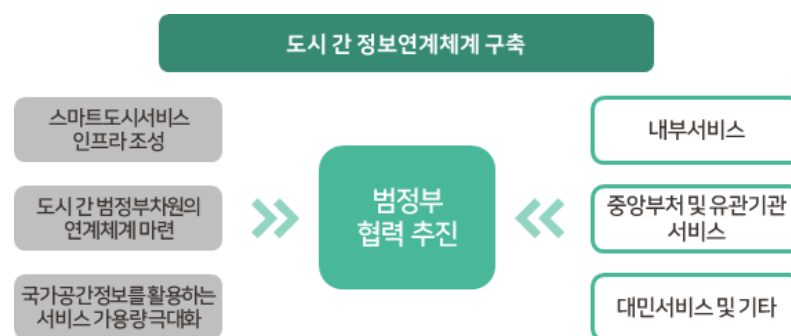 도시 간 정보연계체계 구축
스마트도시서비스
인프라 조성
도시 간 범정부차원의
연계체계 마련
국가공간정보를 활용하는
서비스 가용량 극대화
범정부
협력 추진
내부서비스
중앙부처 및 유관기관
서비스
대민서비스 및 기타